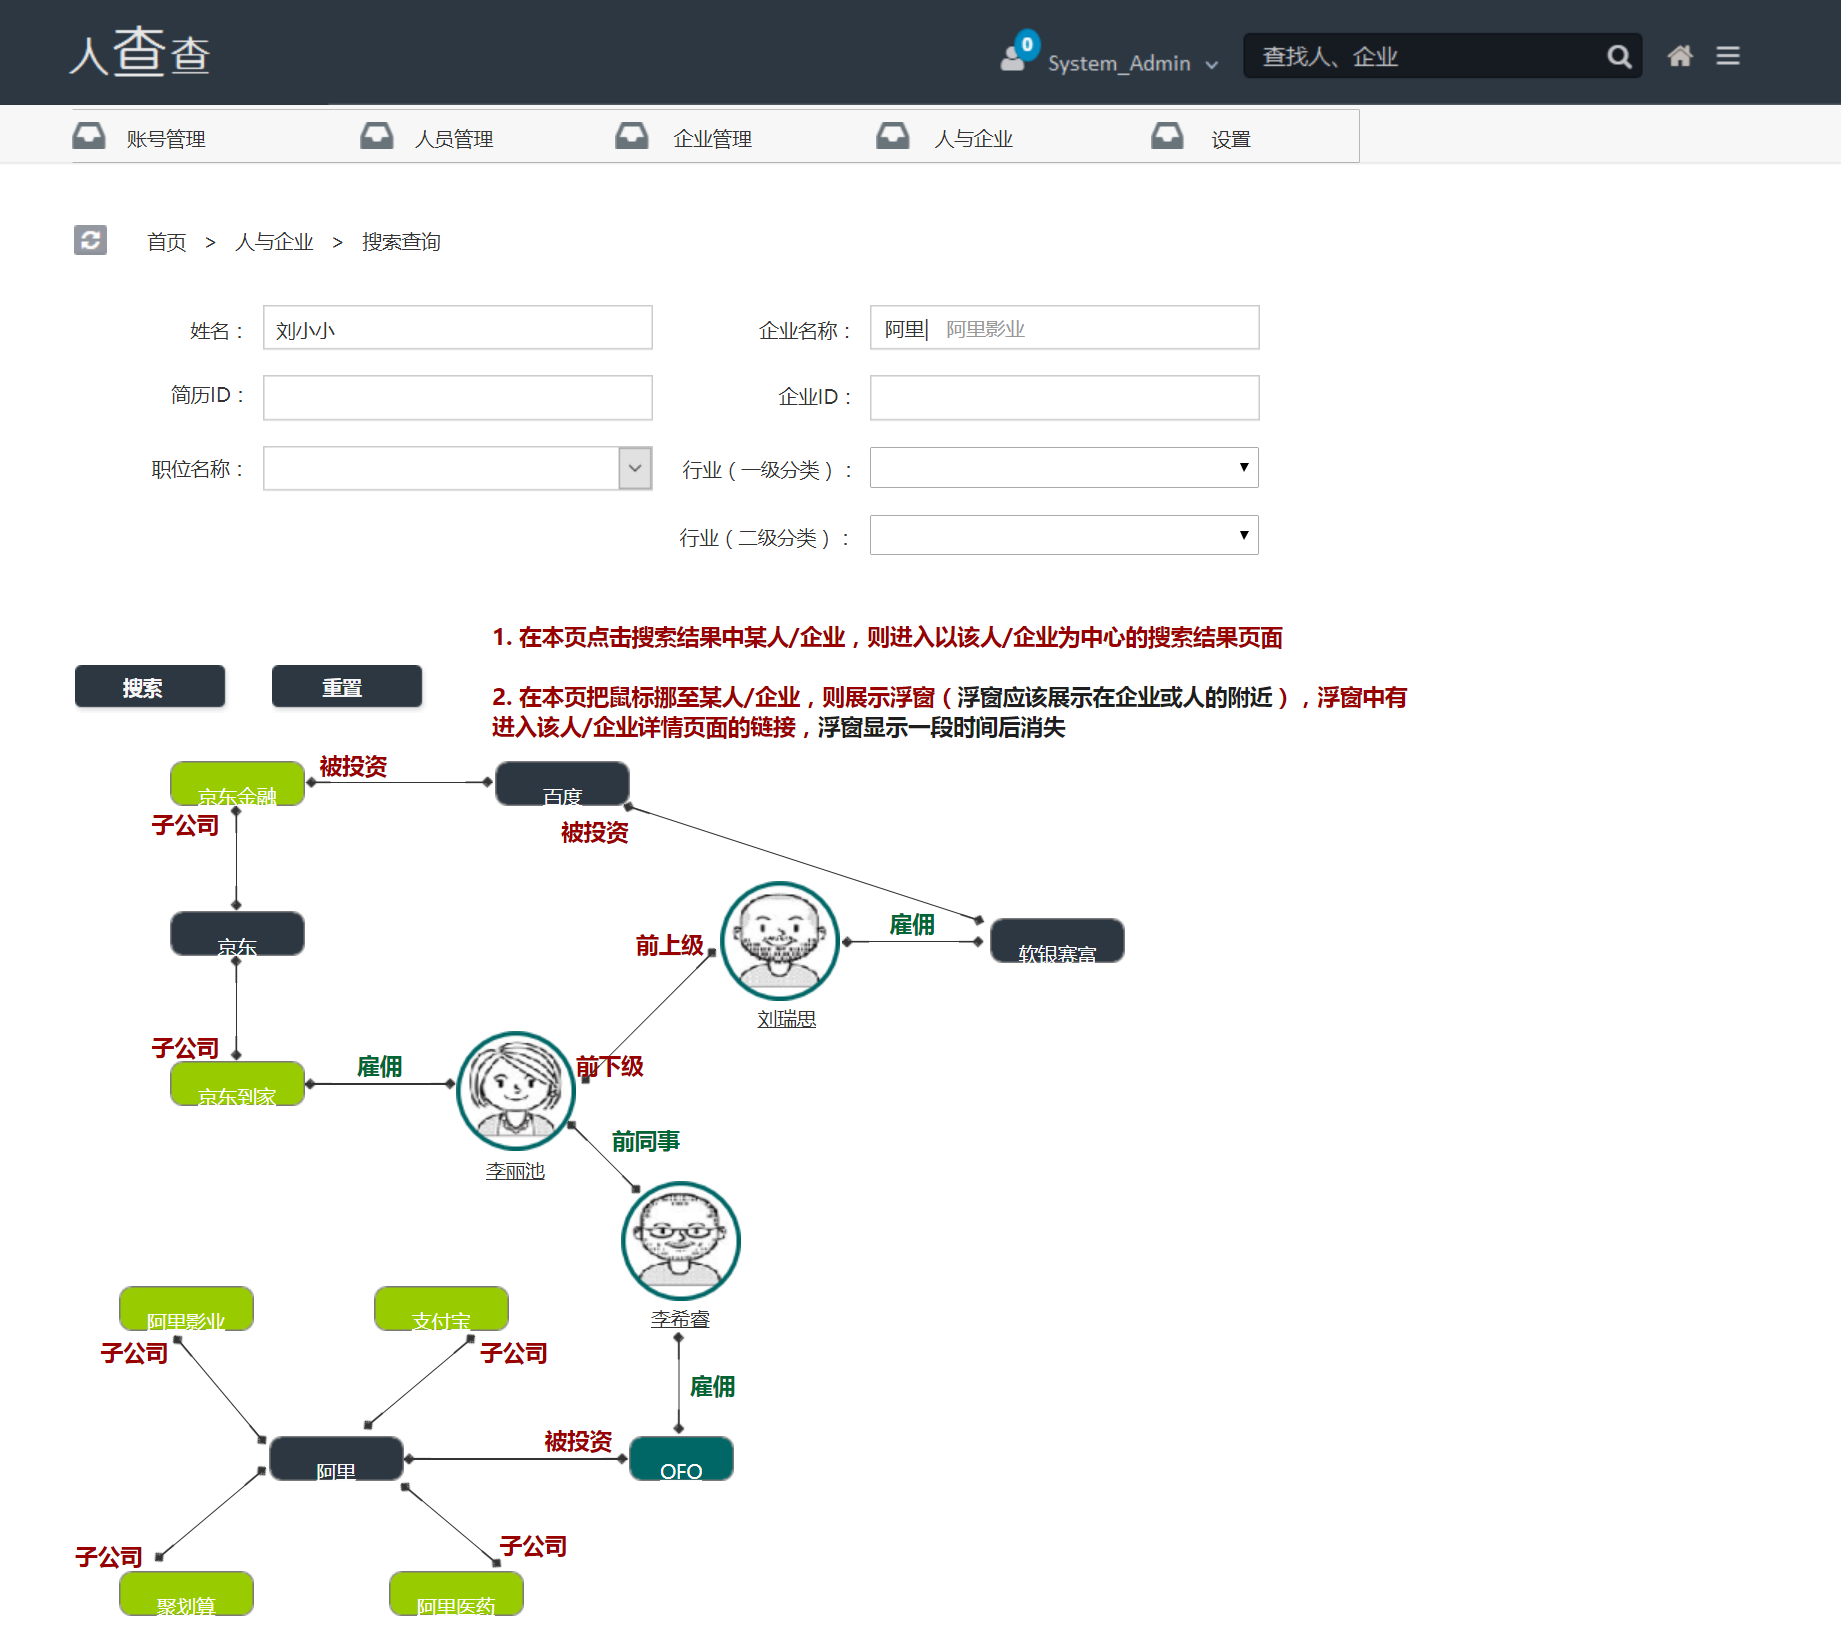 人查查
0
System_Admin
查找人、企业
账号管理
人员管理
企业管理
人与企业
设置
首页 > 人与企业 > 搜索查询
姓名：
刘小小
企业名称：
阿里| 阿里影业
简历ID：
企业ID：
职位名称：
行业（一级分类）：
行业（二级分类）：
1. 在本页点击搜索结果中某人/企业，则进入以该人/企业为中心的搜索结果页面
搜索
重置
2. 在本页把鼠标挪至某人/企业，则展示浮窗（浮窗应该展示在企业或人的附近），浮窗中有
进入该人/企业详情页面的链接，浮窗显示一段时间后消失
被投资
京东金融
百度
子公司
被投资
雇佣
京东
前上级
软银赛富
刘瑞思
子公司
雇佣
前下级
京东到家
前同事
李丽池
李希睿
阿里影业
支付宝
子公司
子公司
雇佣
被投资
阿里
OFO
子公司
子公司
聚划算
阿里医药